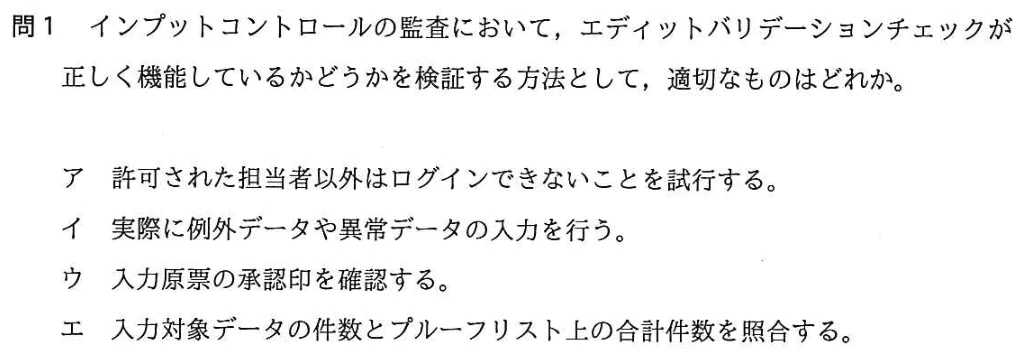 問1 インプットコントロールの監査において，エディットバリデーションチェックが
正しく機能しているかどうかを検証する方法として，適切なものはどれか。
ア 許可された担当者以外はログインできないことを試行する。
イ 実際に例外データや異常データの入力を行う。
ウ 入力原票の承認印を確認する。
エ 入力対象データの件数とプルーフリスト上の合計件数を照合する。